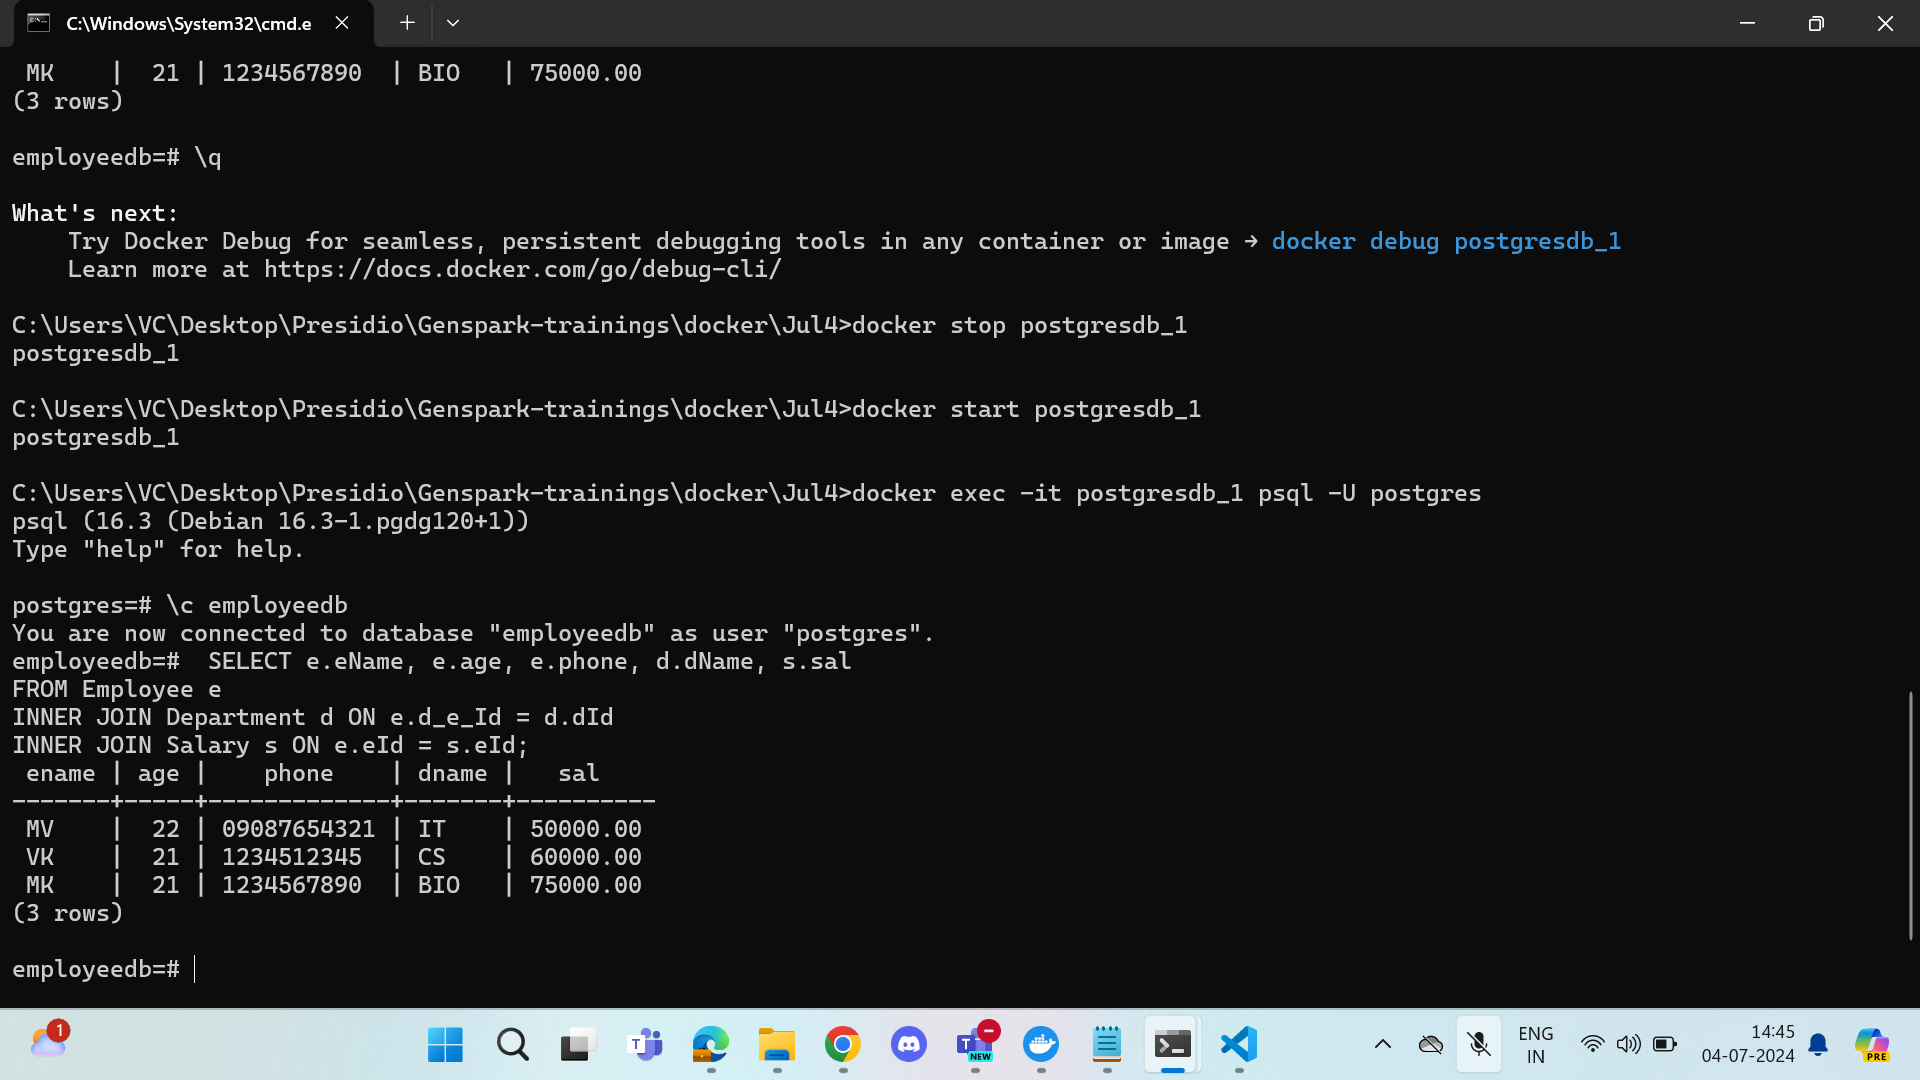 C:\Windows\System32\cmd.e
 MK    |  21 | 1234567890  | BIO   | 75000.00
(3 rows)
employeedb=# \q
What's next:
    Try Docker Debug for seamless, persistent debugging tools in any container or image → docker debug postgresdb_1
    Learn more at https://docs.docker.com/go/debug-cli/
C:\Users\VC\Desktop\Presidio\Genspark-trainings\docker\Jul4>docker stop postgresdb_1
postgresdb_1
C:\Users\VC\Desktop\Presidio\Genspark-trainings\docker\Jul4>docker start postgresdb_1
postgresdb_1
C:\Users\VC\Desktop\Presidio\Genspark-trainings\docker\Jul4>docker exec -it postgresdb_1 psql -U postgres
psql (16.3 (Debian 16.3-1.pgdg120+1))
Type "help" for help.
postgres=# \c employeedb
You are now connected to database "employeedb" as user "postgres".
employeedb=#  SELECT e.eName, e.age, e.phone, d.dName, s.sal
FROM Employee e
INNER JOIN Department d ON e.d_e_Id = d.dId
INNER JOIN Salary s ON e.eId = s.eId;
 ename | age |    phone    | dname |   sal
-------+-----+-------------+-------+----------
 MV    |  22 | 09087654321 | IT    | 50000.00
 VK    |  21 | 1234512345  | CS    | 60000.00
 MK    |  21 | 1234567890  | BIO   | 75000.00
(3 rows)
employeedb=#
1
T
T
NEW
ENG
IN
14:45
04-07-2024
PRE